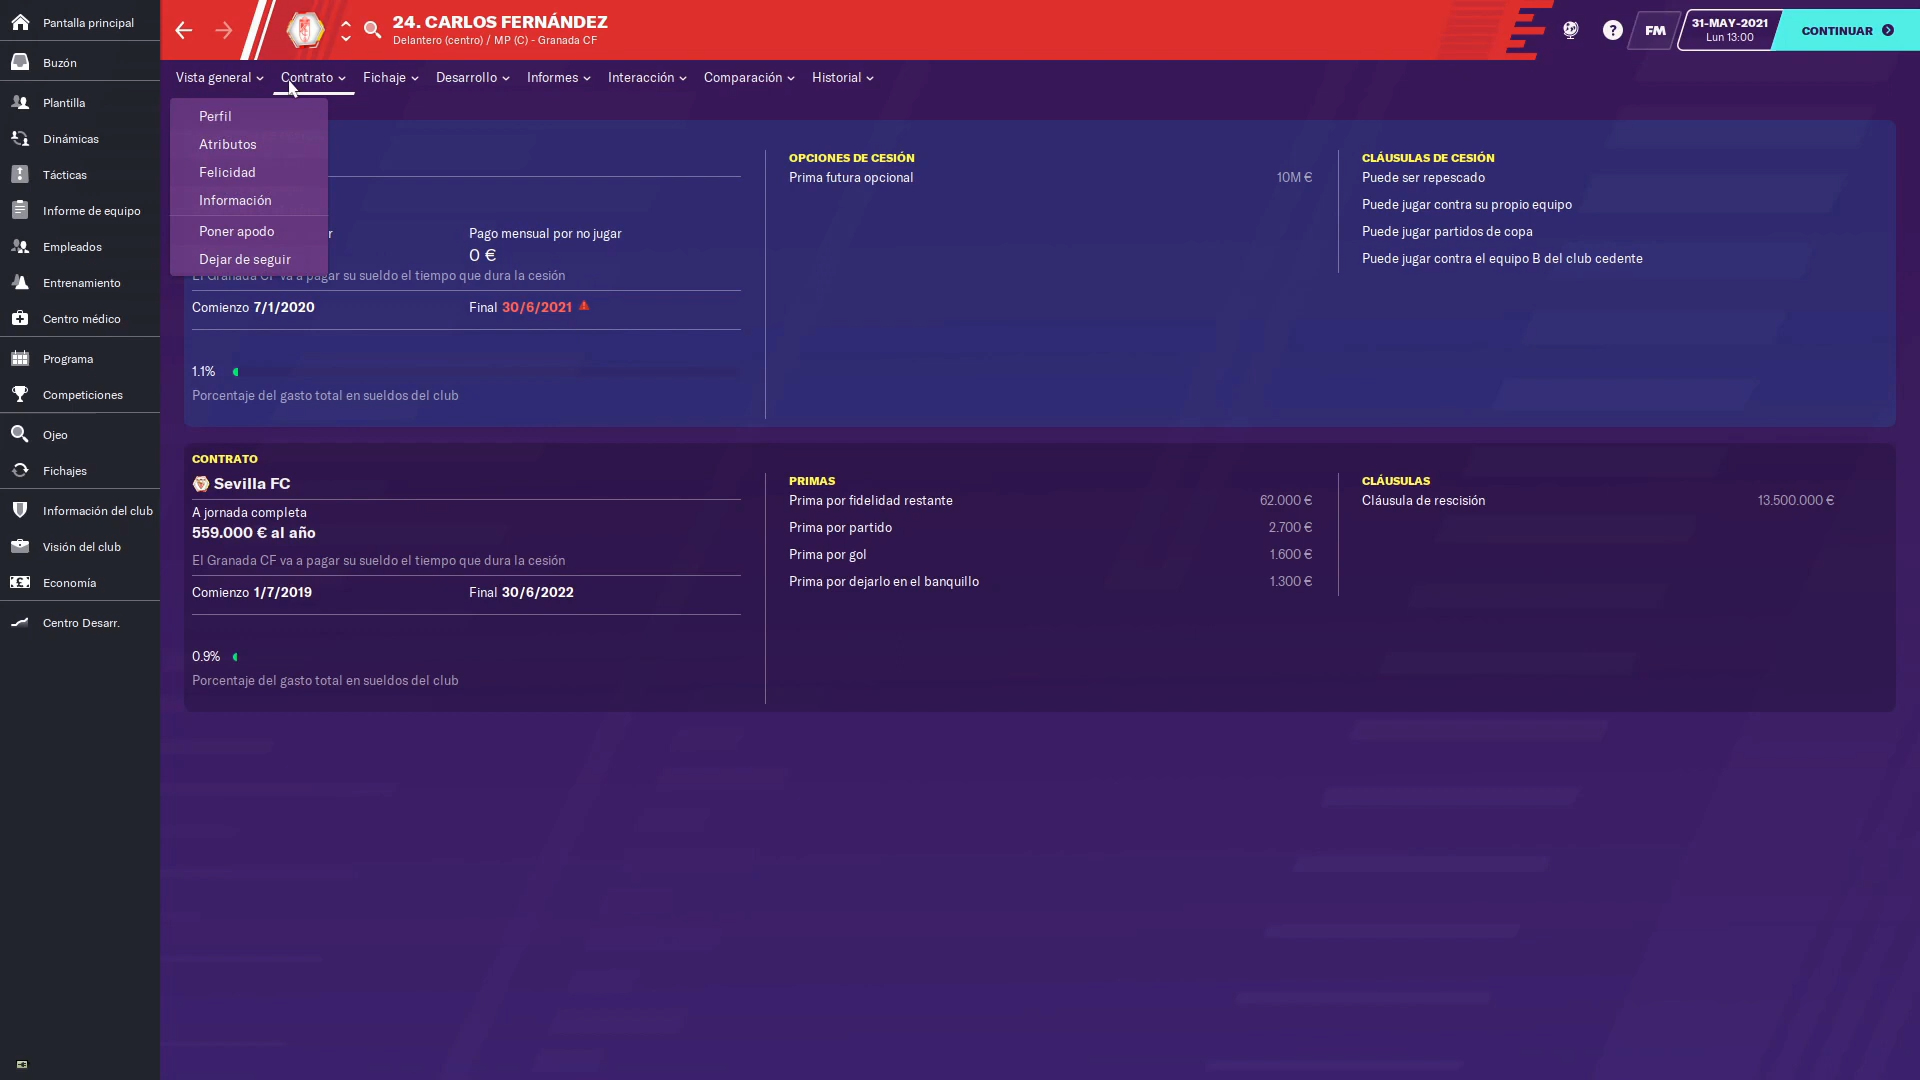 Pantalla principal
Buzón
Plantilla
Dinámicas
Tácticas
Informe de equipo
Empleados
Entrenamiento
Centro médico
Programa
Competiciones
Ojeo
Fichajes
Información del club
Visión del club
Economía
Centro Desarr.
24. CARLOS FERNÁNDEZ
Delantero (centro) / MP (C) - Granada CF
?
FM
31-MAY-2021
Lun 13:00
CONTINUAR
Vista general Contrato Fichaje Desarrollo Informes Interacción Comparación Historial
Perfil
Atributos
Felicidad
Información
Poner apodo
Dejar de seguir
Pago mensual por no jugar
0 €
El Granada CF va a pagar su sueldo el tiempo que dura la cesión
Comienzo 7/1/2020 Final 30/6/2021
1.1%
Porcentaje del gasto total en sueldos del club
OPCIONES DE CESIÓN
Prima futura opcional 10M €
CLÁUSULAS DE CESIÓN
Puede ser repescado
Puede jugar contra su propio equipo
Puede jugar partidos de copa
Puede jugar contra el equipo B del club cedente
CONTRATO
Sevilla FC
A jornada completa
559.000 € al año
El Granada CF va a pagar su sueldo el tiempo que dura la cesión
Comienzo 1/7/2019 Final 30/6/2022
0.9%
Porcentaje del gasto total en sueldos del club
PRIMAS
Prima por fidelidad restante 62.000 €
Prima por partido 2.700 €
Prima por gol 1.600 €
Prima por dejarlo en el banquillo 1.300 €
CLÁUSULAS
Cláusula de rescisión 13.500.000 €